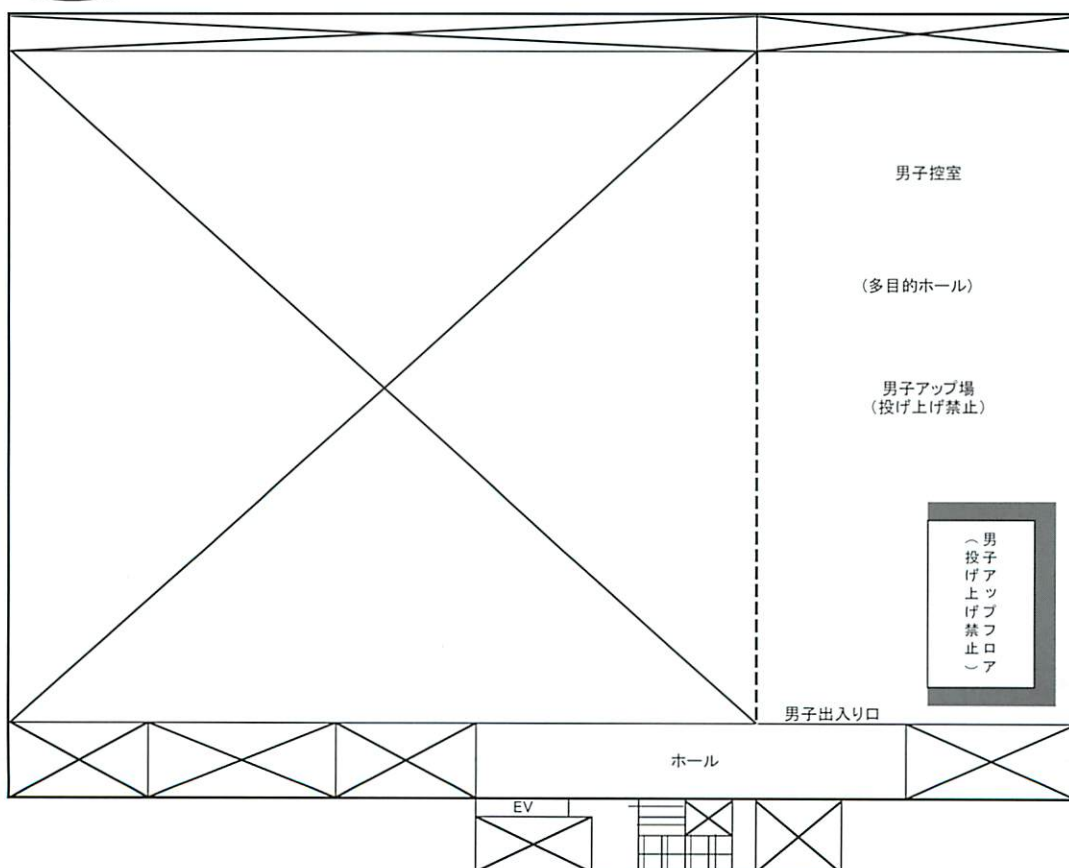 男子控室
(多目的ホール)
男子アップ場
(投げ上げ禁止)
男子アップフロア
(投げ上げ禁止)
男子出入り口
ホール
EV